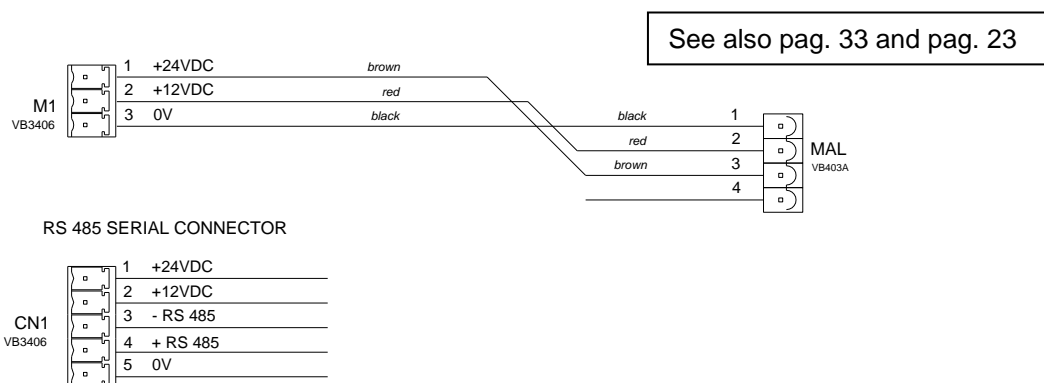 See also pag. 33 and pag. 23
1 +24VDC brown
2 +12VDC red
3 0V black
M1
VB3406
black 1
red 2
brown 3
4
MAL
VB403A
RS 485 SERIAL CONNECTOR
1 +24VDC
2 +12VDC
3 - RS 485
4 + RS 485
5 0V
CN1
VB3406